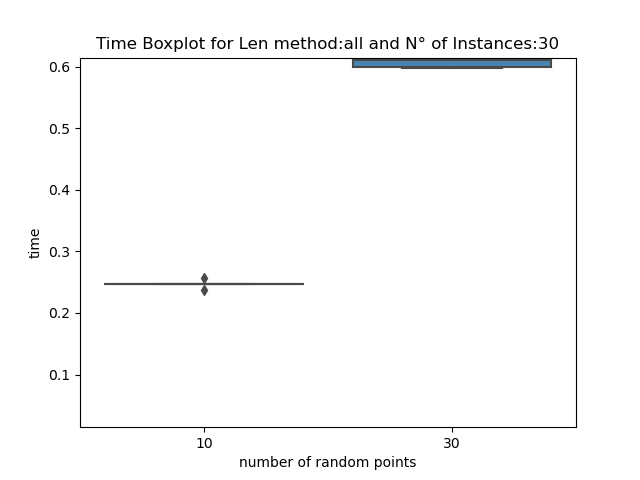 Time Boxplot for Len method:all and N° of Instances:30
0.6
0.5
0.4
0.3
0.2
0.1
time
10
30
number of random points